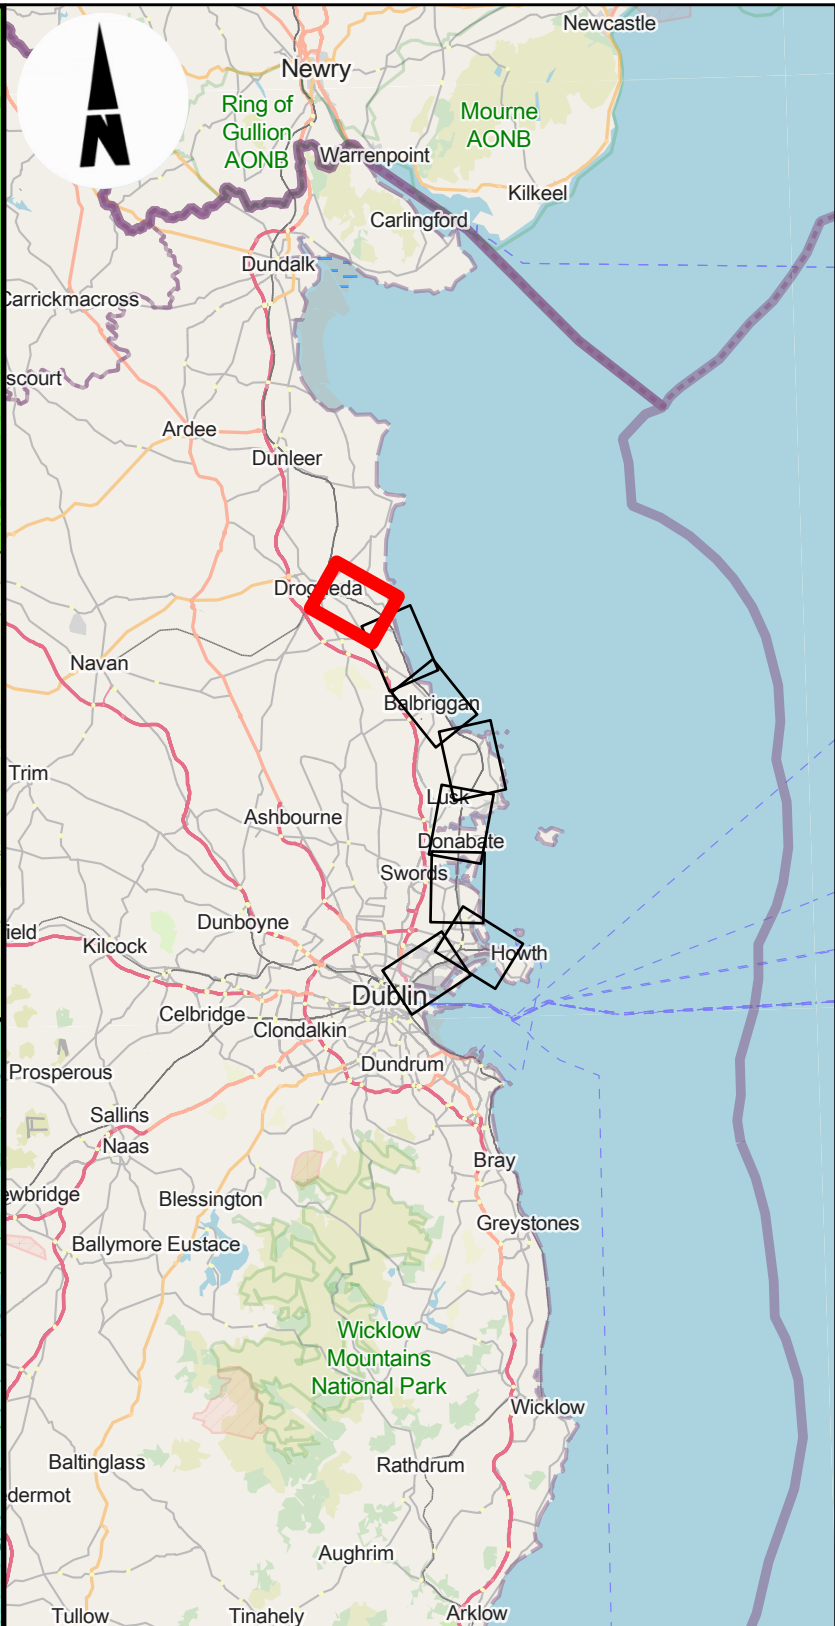 Newcastle
Newry
Ring of
Gullion
AONB
Mourne
AONB
N
Warrenpoint
Kilkeel
Carlingford
Dundalk
Carrickmacross
scourt
Ardee
Dunleer
Drogheda
Navan
Balbriggan
Trim
Lusk
Ashbourne
Donabate
Swords
Dunboyne
ield
Kilcock
Howth
Dublin
Celbridge
Clondalkin
Dundrum
Prosperous
Sallins
Naas
Bray
ewbridge
Blessington
Greystones
Ballymore Eustace
Wicklow
Mountains
National Park
Wicklow
Baltinglass
Rathdrum
dermot
Aughrim
Tullow
Tinahely
Arklow